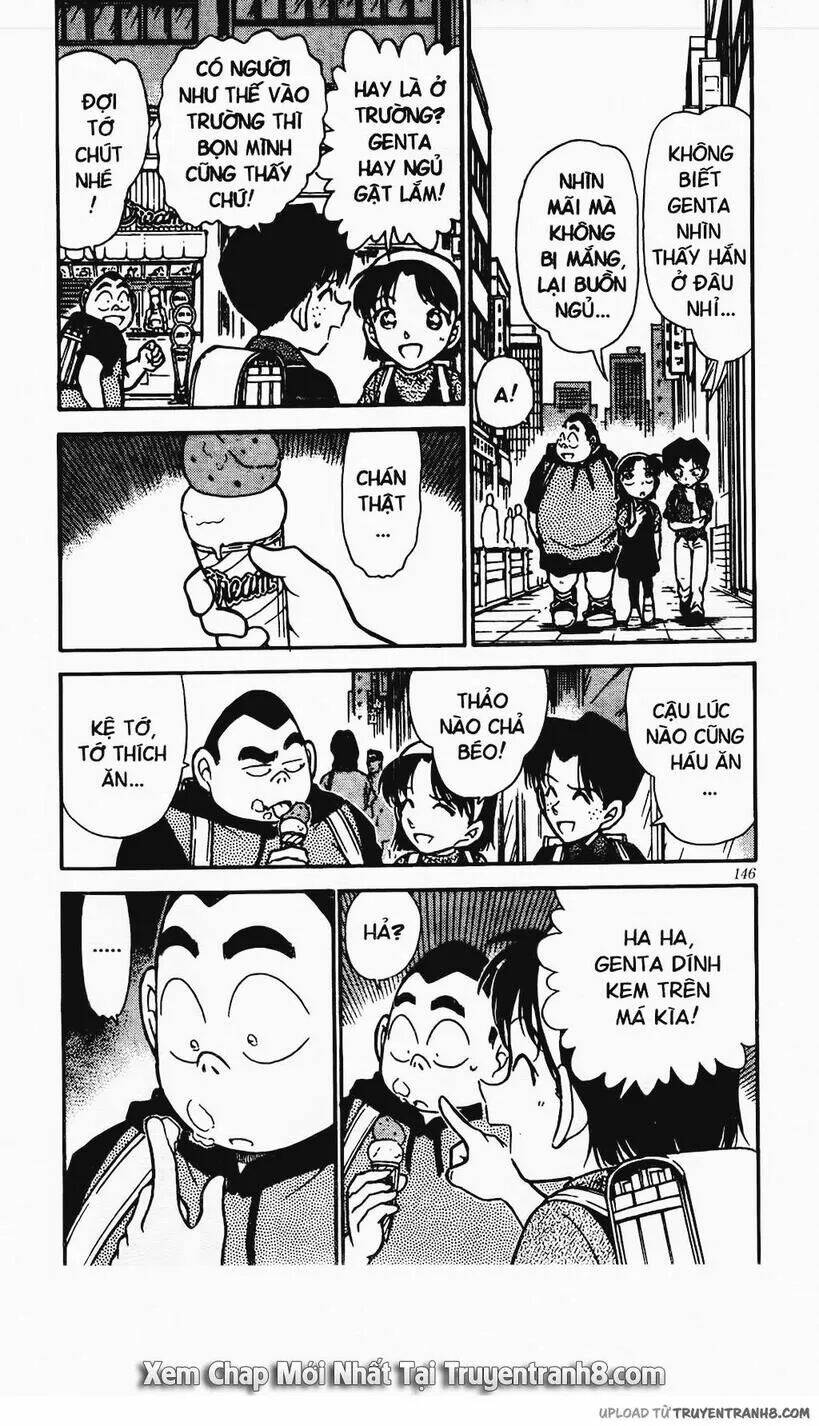 KHÔNG
BIẾT
GENTA
NHÌN
THẤY HẮN
Ở ĐÂU
NHỈ...
NHÌN
MÃI MÀ
KHÔNG
BỊ MẮNG,
LẠI BUỒN
NGỦ...
A!
HAY LÀ Ở
TRƯỜNG?
GENTA
HAY NGỦ
GẬT LẮM!
CÓ NGƯỜI
NHƯ THẾ VÀO
TRƯỜNG THÌ
BỌN MÌNH
CŨNG THẤY
CHỨ!
ĐỢI
TỚ
CHÚT
NHÉ
!
CHÁN
THẬT
...
Cream
CẬU LÚC
NÀO CŨNG
HÁU ĂN
...
THẢO
NÀO CHẢ
BÉO!
KỆ TỚ,
TỚ THÍCH
ĂN...
146
HA HA,
GENTA DÍNH
KEM TRÊN
MÁ KÌA!
HẢ?
.....
Xem Chap Mới Nhất Tại Truyentranh8.com
UPLOAD TỪ TRUYENTRANH8.COM